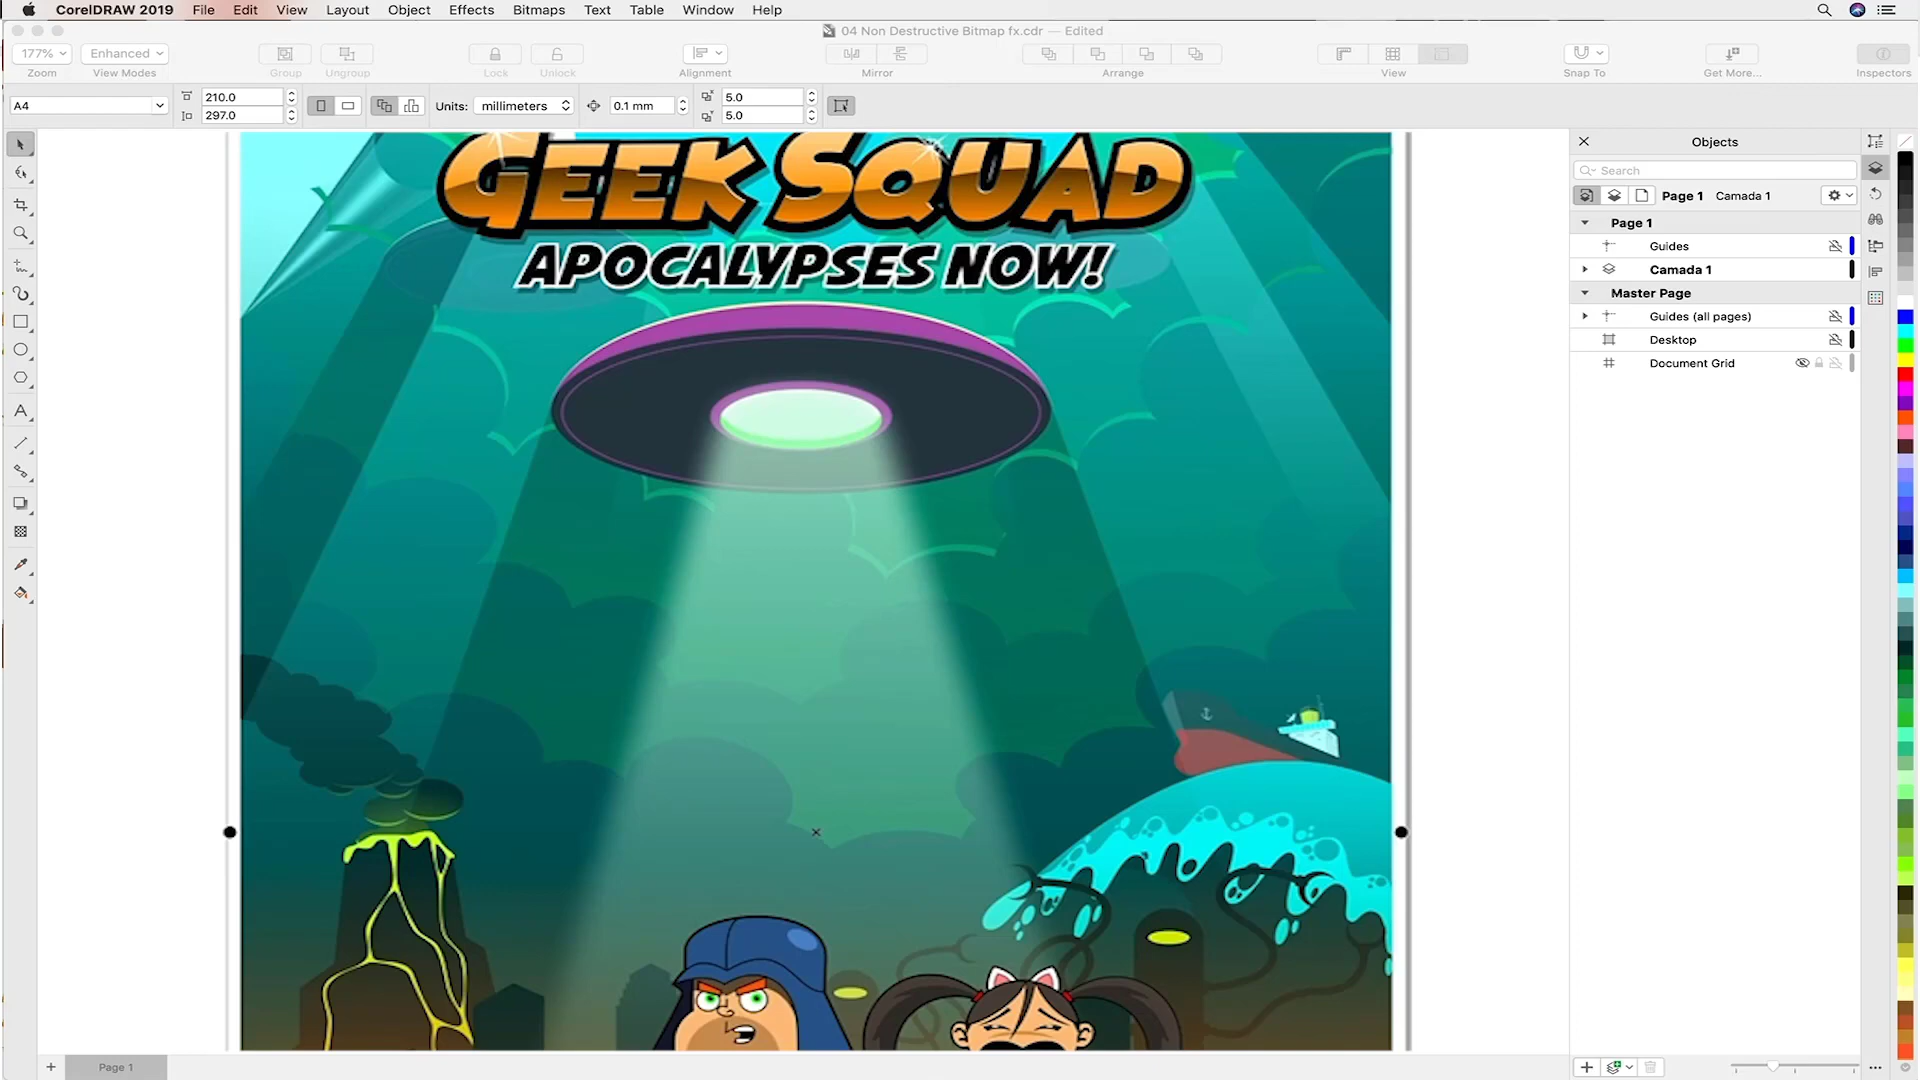 CorelDRAW 2019 File Edit View Layout Object Effects Bitmaps Text Table Window Help
04 Non Destructive Bitmap fx.cdr — Edited
177% Enhanced
Zoom View Modes Group Ungroup Lock Unlock Alignment Mirror Arrange View Snap To Get More... Inspectors
A4 210.0 297.0 Units: millimeters 0.1 mm 5.0 5.0
GEEK SQUAD
APOCALYPSES NOW!
Objects
Search
Page 1 Camada 1
Page 1
Guides
Camada 1
Master Page
Guides (all pages)
Desktop
Document Grid
Page 1